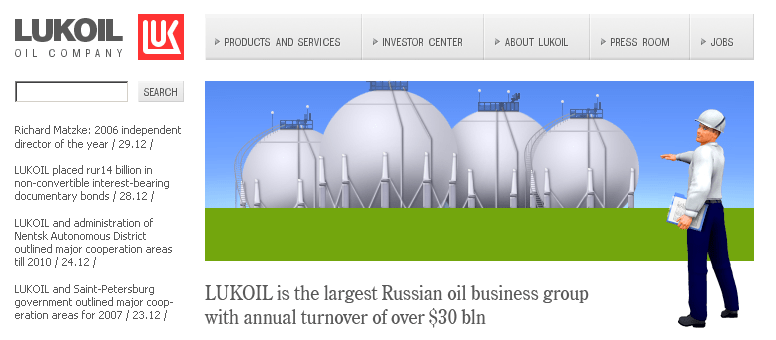 LUKOIL
OIL COMPANY
LUK
PRODUCTS AND SERVICES
INVESTOR CENTER
ABOUT LUKOIL
PRESS ROOM
JOBS
SEARCH
Richard Matzke: 2006 independent
director of the year / 29.12 /
LUKOIL placed rur14 billion in
non-convertible interest-bearing
documentary bonds / 28.12 /
LUKOIL and administration of
Nentsk Autonomous District
outlined major cooperation areas
till 2010 / 24.12 /
LUKOIL and Saint-Petersburg
government outlined major coop-
eration areas for 2007 / 23.12 /
LUKOIL is the largest Russian oil business group
with annual turnover of over $30 bln